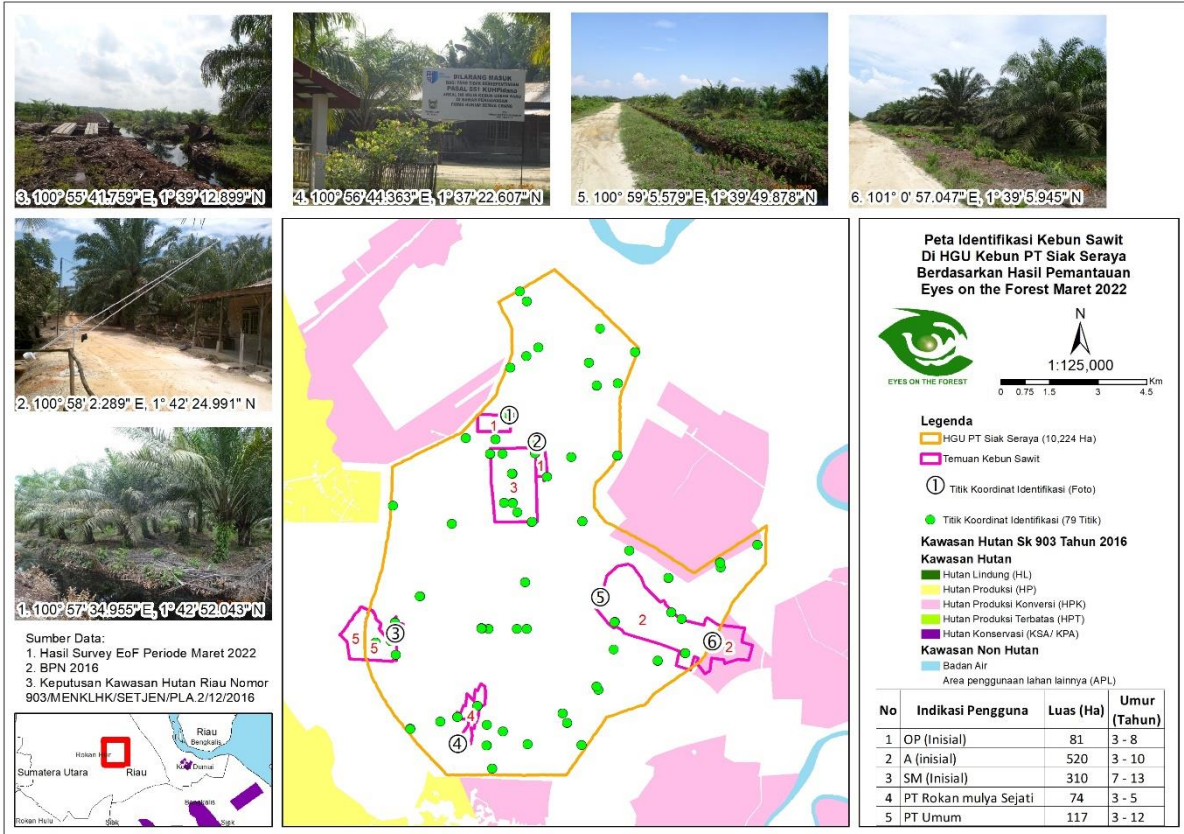 3. 100° 55' 41.759" E, 1° 39' 12.899" N
DILARANG MASUK
PASAL 551 KUHPidana
4. 100° 56' 44.363" E, 1° 37' 22.607" N
5. 100° 59' 5.579" E, 1° 39' 49.878" N
6. 101° 0' 57.047" E, 1° 39' 5.945" N
2. 100° 58' 2.289" E, 1° 42' 24.991" N
1. 100° 57' 34.955" E, 1° 42' 52.043" N
Sumber Data:
1. Hasil Survey EoF Periode Maret 2022
2. BPN 2016
3. Keputusan Kawasan Hutan Riau Nomor
903/MENKLHK/SETJEN/PLA.2/12/2016
Riau
Bengkalis
Rokan Hilir
Kota Dumai
Sumatera Utara
Riau
Bengkalis
Rokan Hulu
Siak
Siak
1
1
2
1
3
5
2
5
3
5
6
2
4
4
Peta Identifikasi Kebun Sawit
Di HGU Kebun PT Siak Seraya
Berdasarkan Hasil Pemantauan
Eyes on the Forest Maret 2022
EYES ON THE FOREST
N
1:125,000
Km
0 0.75 1.5 3 4.5
Legenda
HGU PT Siak Seraya (10,224 Ha)
Temuan Kebun Sawit
1 Titik Koordinat Identifikasi (Foto)
Titik Koordinat Identifikasi (79 Titik)
Kawasan Hutan Sk 903 Tahun 2016
Kawasan Hutan
Hutan Lindung (HL)
Hutan Produksi (HP)
Hutan Produksi Konversi (HPK)
Hutan Produksi Terbatas (HPT)
Hutan Konservasi (KSA/ KPA)
Kawasan Non Hutan
Badan Air
Area penggunaan lahan lainnya (APL)
No Indikasi Pengguna Luas (Ha) Umur (Tahun)
1 OP (Inisial) 81 3 - 8
2 A (inisial) 520 3 - 10
3 SM (Inisial) 310 7 - 13
4 PT Rokan mulya Sejati 74 3 - 5
5 PT Umum 117 3 - 12